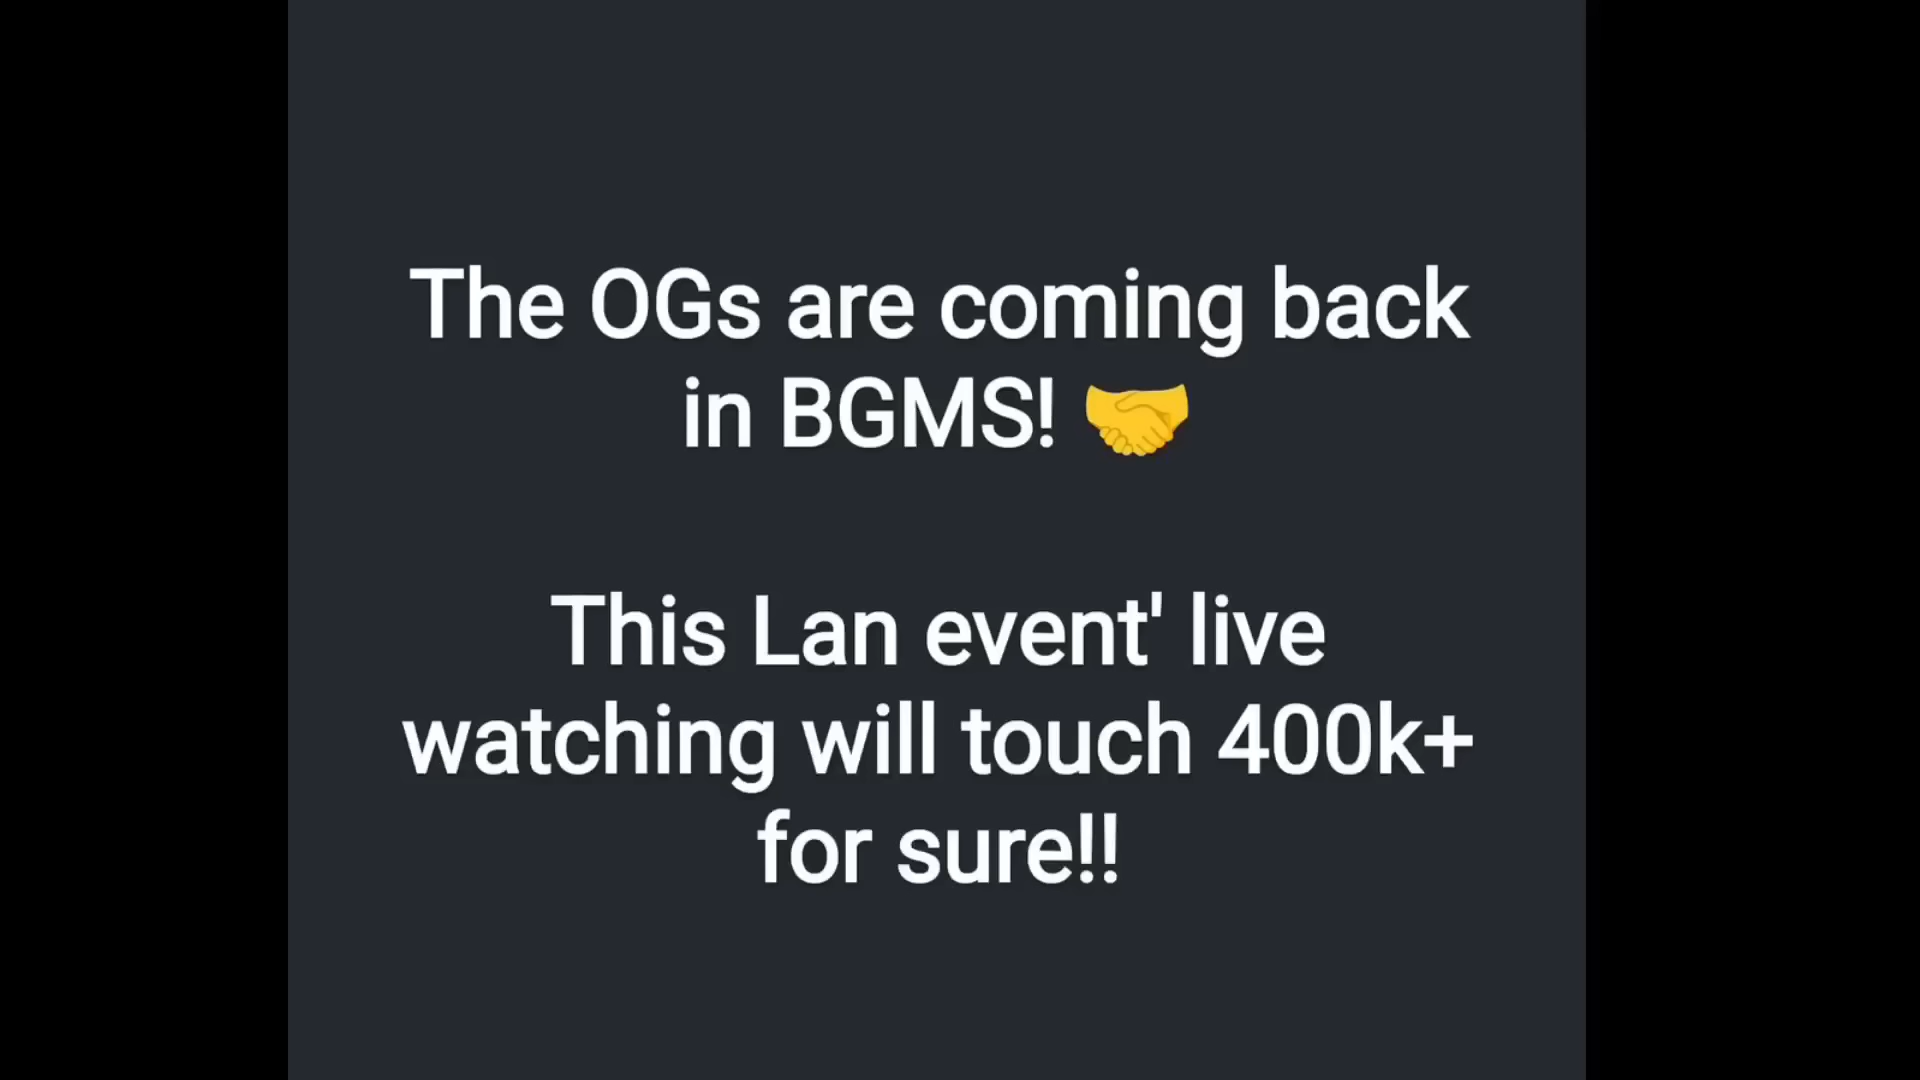 The OGs are coming back
in BGMS! 🤝
This Lan event' live
watching will touch 400k+
for sure!!